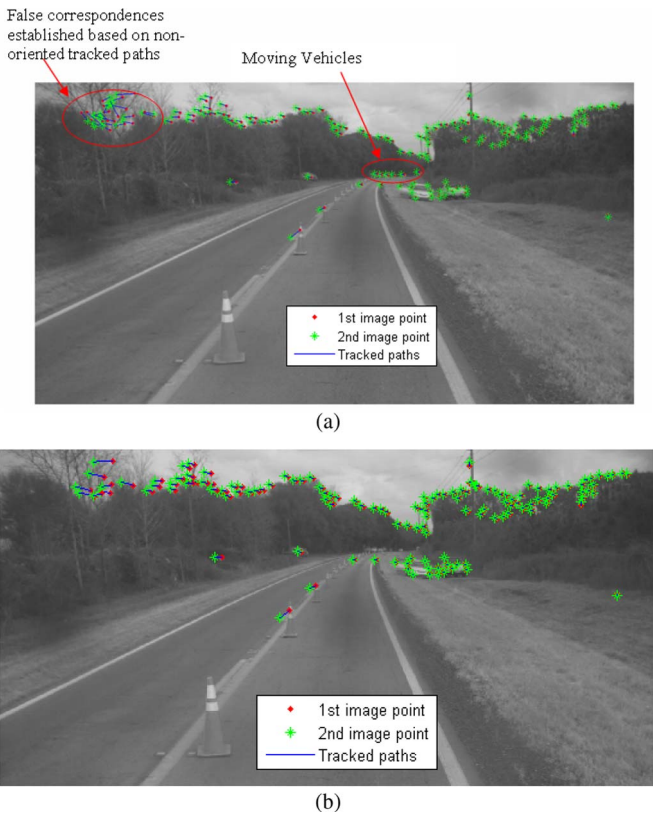 False correspondences
established based on non-
oriented tracked paths
Moving Vehicles
1st image point
2nd image point
Tracked paths
(a)
1st image point
2nd image point
Tracked paths
(b)